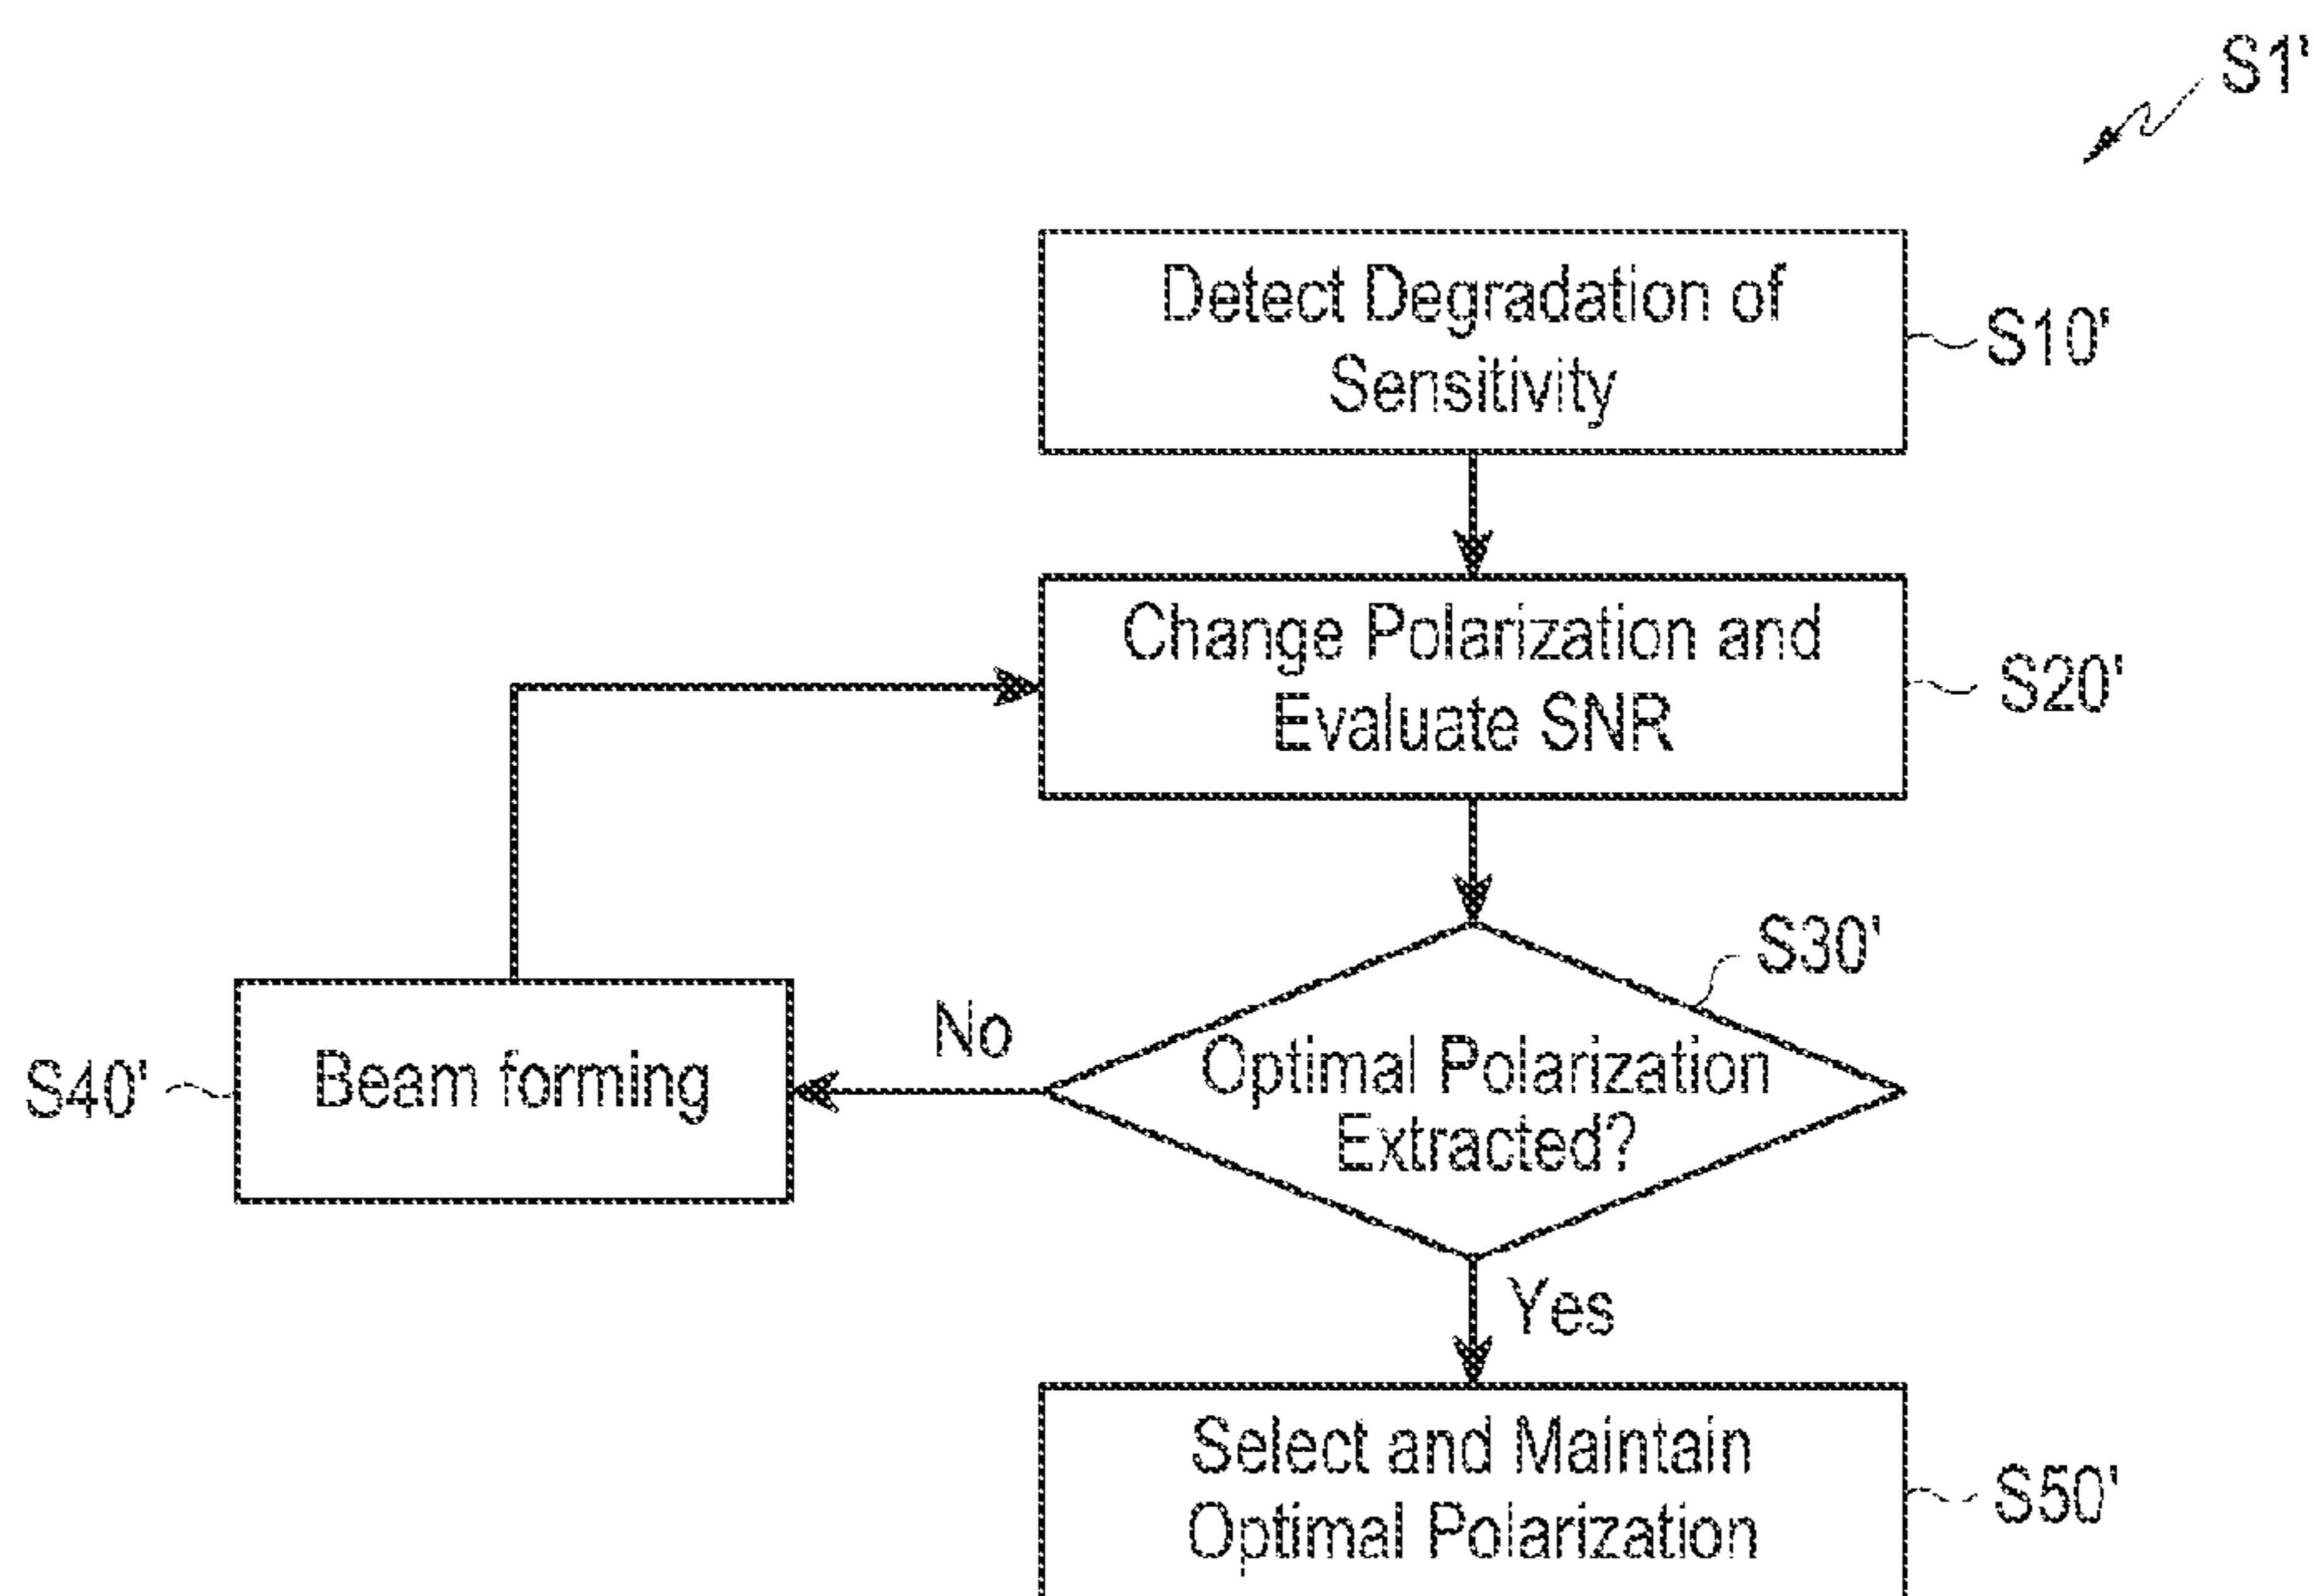 S1'
Detect Degradation of
Sensitivity
S10'
Change Polarization and
Evaluate SNR
S20'
S30'
Optimal Polarization
Extracted?
No
Beam forming
S40'
Yes
Select and Maintain
Optimal Polarization
S50'